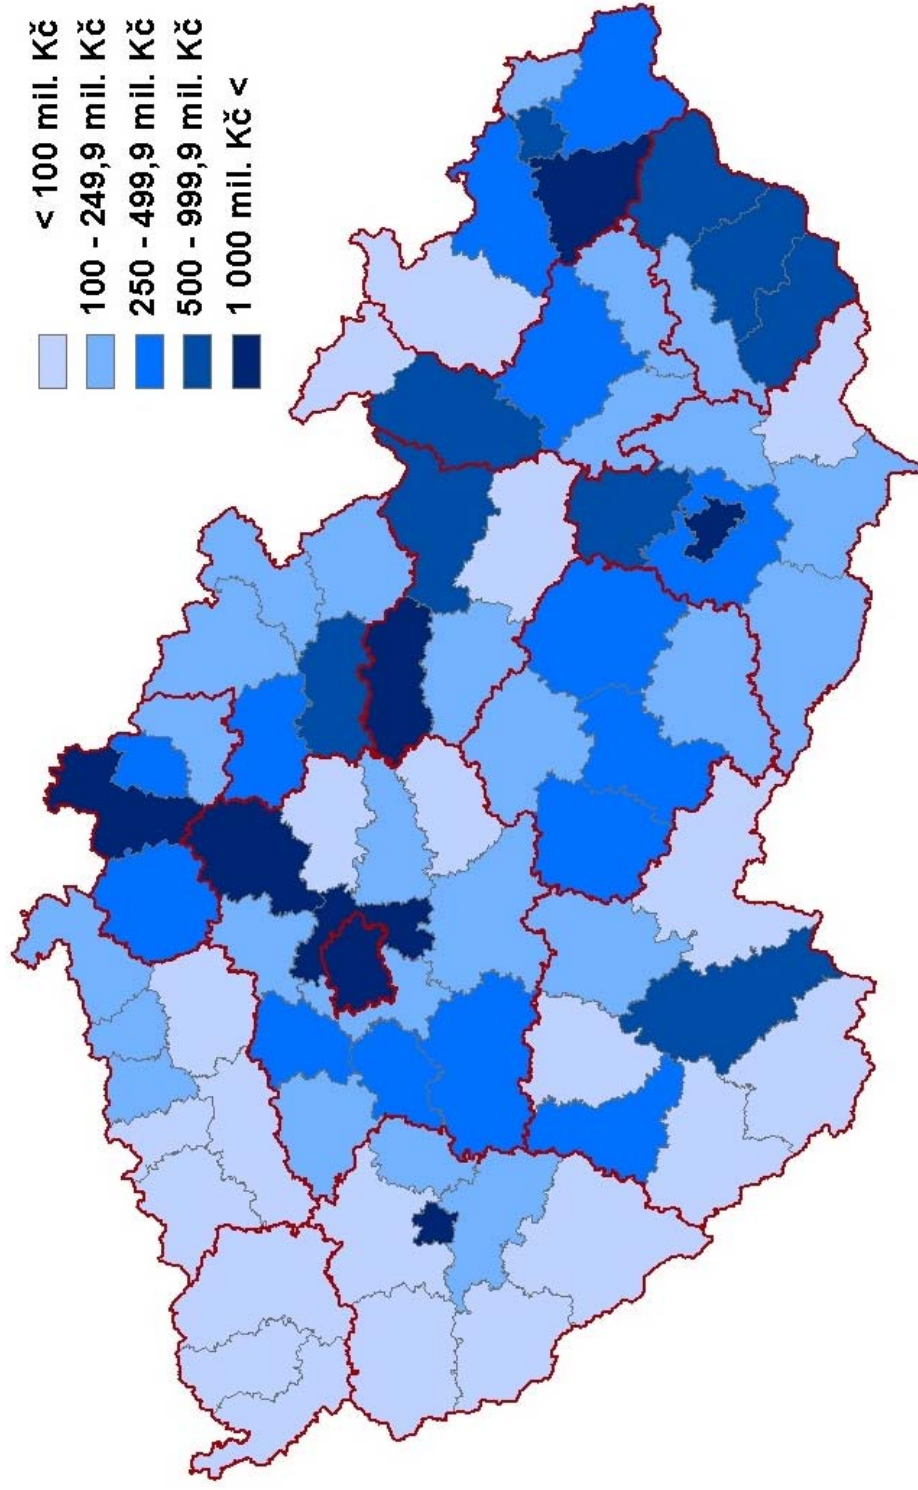 < 100 mil. Kč
100 - 249,9 mil. Kč
250 - 499,9 mil. Kč
500 - 999,9 mil. Kč
1 000 mil. Kč <